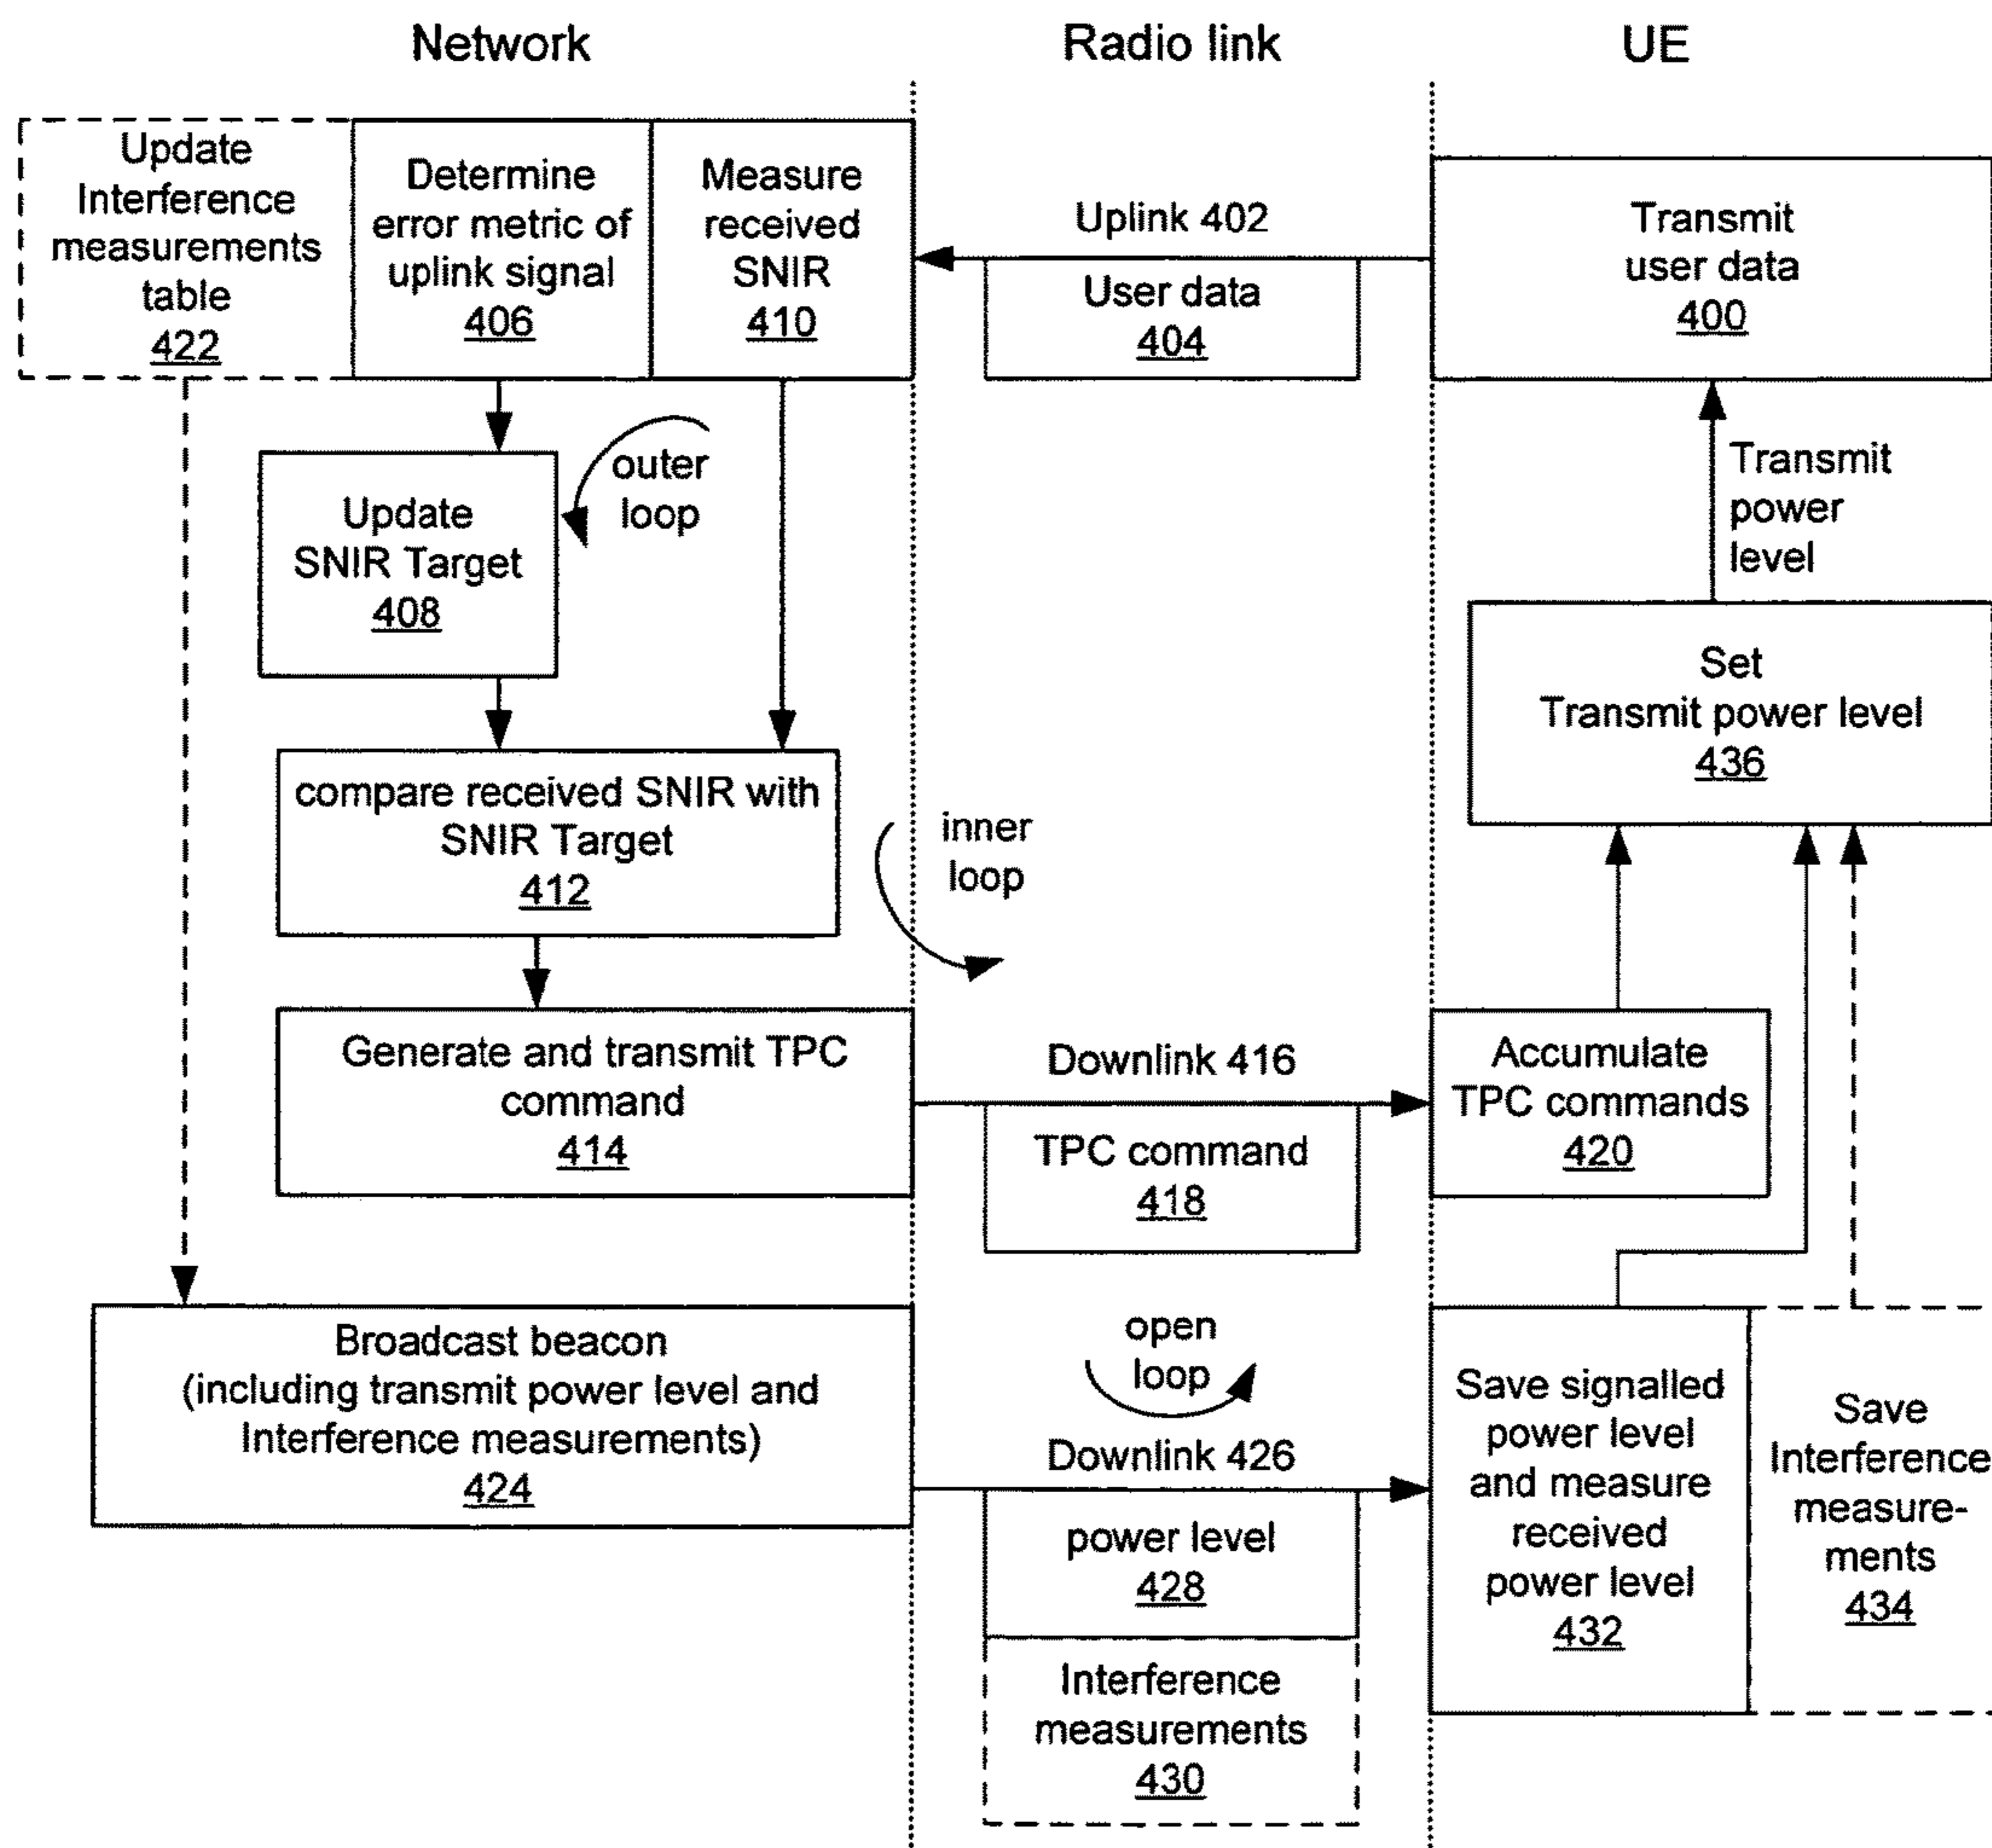 Network
Radio link
UE
Update
Interference
measurements
table
422
Determine
error metric of
uplink signal
406
Measure
received
SNIR
410
Uplink 402
User data
404
Transmit
user data
400
outer
loop
Update
SNIR Target
408
Transmit
power
level
Set
Transmit power level
436
compare received SNIR with
SNIR Target
412
inner
loop
Generate and transmit TPC
command
414
Downlink 416
TPC command
418
Accumulate
TPC commands
420
Broadcast beacon
(including transmit power level and
Interference measurements)
424
open
loop
Downlink 426
power level
428
Interference
measurements
430
Save signalled
power level
and measure
received
power level
432
Save
Interference
measure-
ments
434